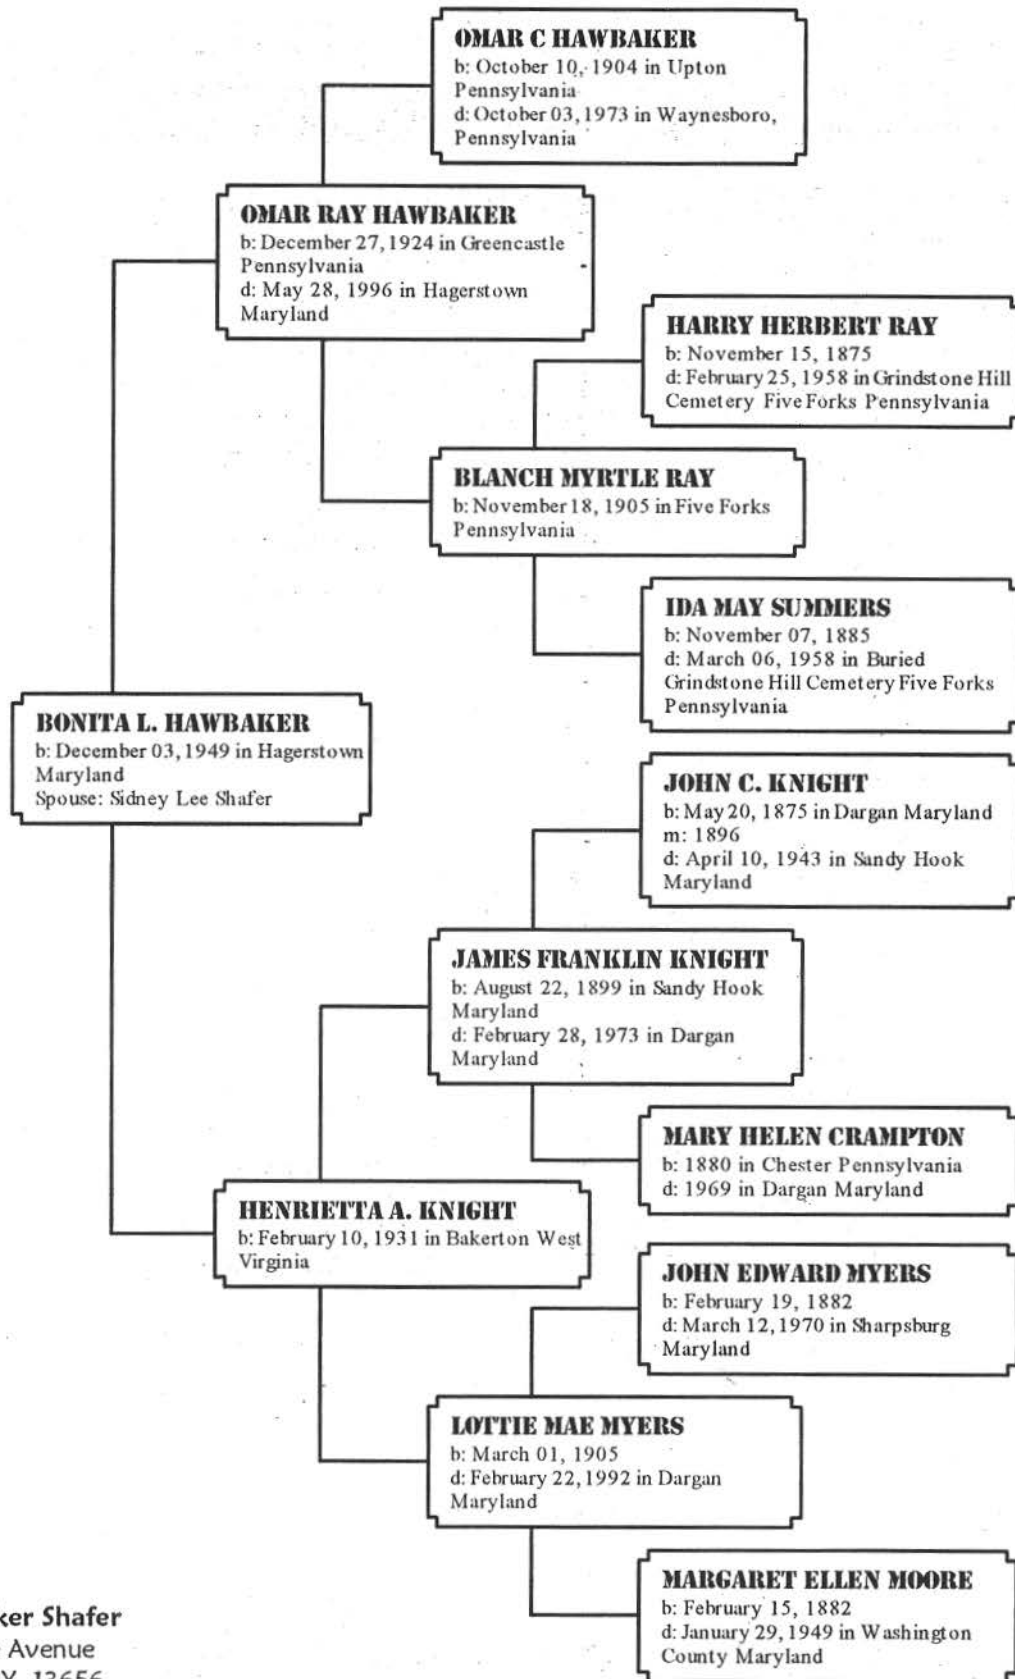 OMAR C HAWBAKER
b: October 10, 1904 in Upton
Pennsylvania
d: October 03, 1973 in Waynesboro,
Pennsylvania
OMAR RAY HAWBAKER
b: December 27, 1924 in Greencastle
Pennsylvania
d: May 28, 1996 in Hagerstown
Maryland
HARRY HERBERT RAY
b: November 15, 1875
d: February 25, 1958 in Grindstone Hill
Cemetery Five Forks Pennsylvania
BLANCH MYRTLE RAY
b: November 18, 1905 in Five Forks
Pennsylvania
IDA MAY SUMMERS
b: November 07, 1885
d: March 06, 1958 in Buried
Grindstone Hill Cemetery Five Forks
Pennsylvania
BONITA L. HAWBAKER
b: December 03, 1949 in Hagerstown
Maryland
Spouse: Sidney Lee Shafer
JOHN C. KNIGHT
b: May 20, 1875 in Dargan Maryland
m: 1896
d: April 10, 1943 in Sandy Hook
Maryland
JAMES FRANKLIN KNIGHT
b: August 22, 1899 in Sandy Hook
Maryland
d: February 28, 1973 in Dargan
Maryland
MARY HELEN CRAMPTON
b: 1880 in Chester Pennsylvania
d: 1969 in Dargan Maryland
HENRIETTA A. KNIGHT
b: February 10, 1931 in Bakerton West
Virginia
JOHN EDWARD MYERS
b: February 19, 1882
d: March 12, 1970 in Sharpsburg
Maryland
LOTTIE MAE MYERS
b: March 01, 1905
d: February 22, 1992 in Dargan
Maryland
MARGARET ELLEN MOORE
b: February 15, 1882
d: January 29, 1949 in Washington
County Maryland
ker Shafer
Avenue
Y 13656